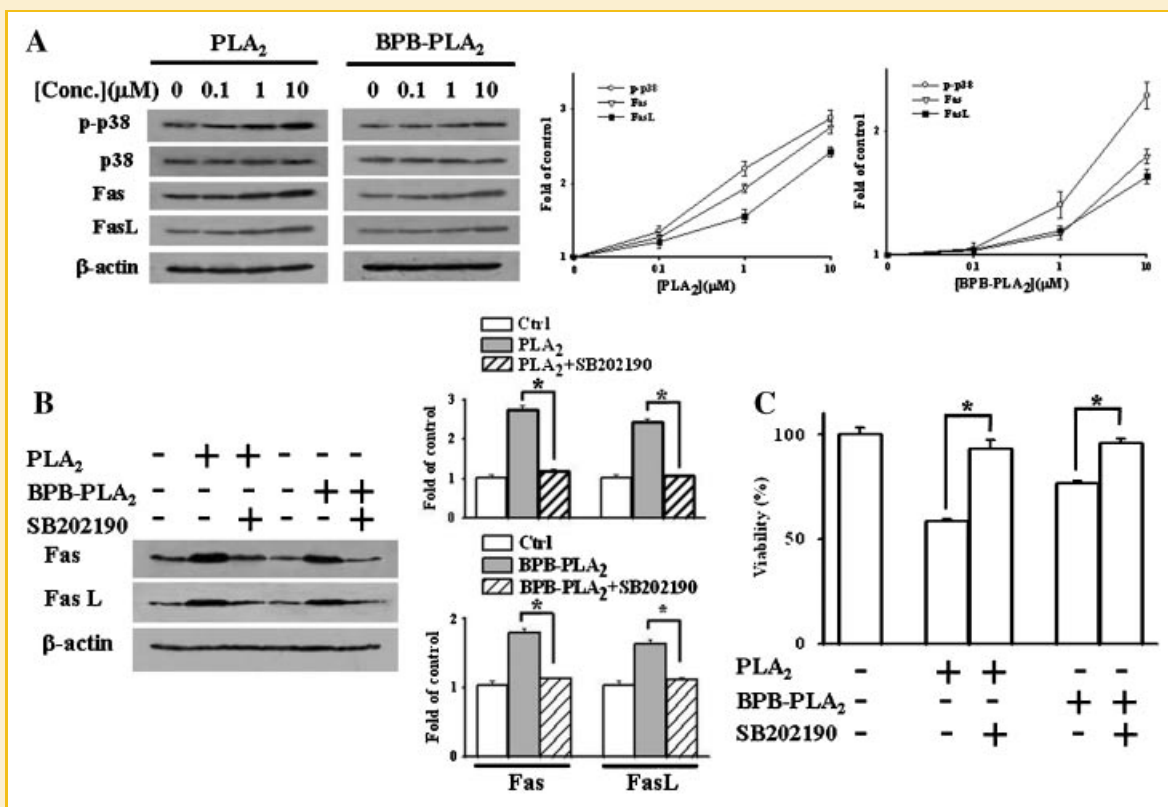 A
PLA₂ BPB-PLA₂
[Conc.](μM) 0 0.1 1 10 0 0.1 1 10
p-p38
p38
Fas
FasL
β-actin
p-p38
Fas
FasL
Fold of control
3
2
1
0 0.1 1 10
[PLA₂](μM)
p-p38
Fas
FasL
Fold of control
2
1
0 0.1 1 10
[BPB-PLA₂](μM)
B
PLA₂ - + + - - -
BPB-PLA₂ - - - - + +
SB202190 - - + - - +
Fas
Fas L
β-actin
Ctrl
PLA₂
PLA₂+SB202190
Fold of control
3
2
1
0
* *
Ctrl
BPB-PLA₂
BPB-PLA₂+SB202190
Fold of control
2
1
0
* *
Fas FasL
C
Viability (%)
100
50
0
* *
PLA₂ - + + - -
BPB-PLA₂ - - - + +
SB202190 - - + - +